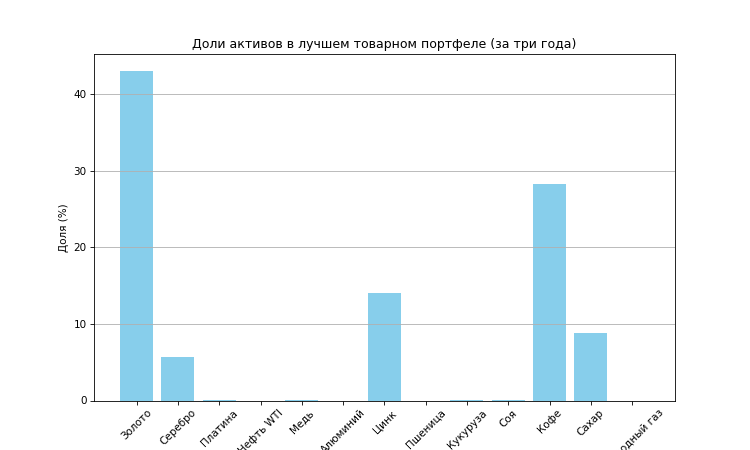 Доли активов в лучшем товарном портфеле (за три года)
Доля (%)
40
30
20
10
0
Золото
Серебро
Платина
Нефть WTI
Медь
Алюминий
Цинк
Пшеница
Кукуруза
Соя
Кофе
Сахар
одный газ